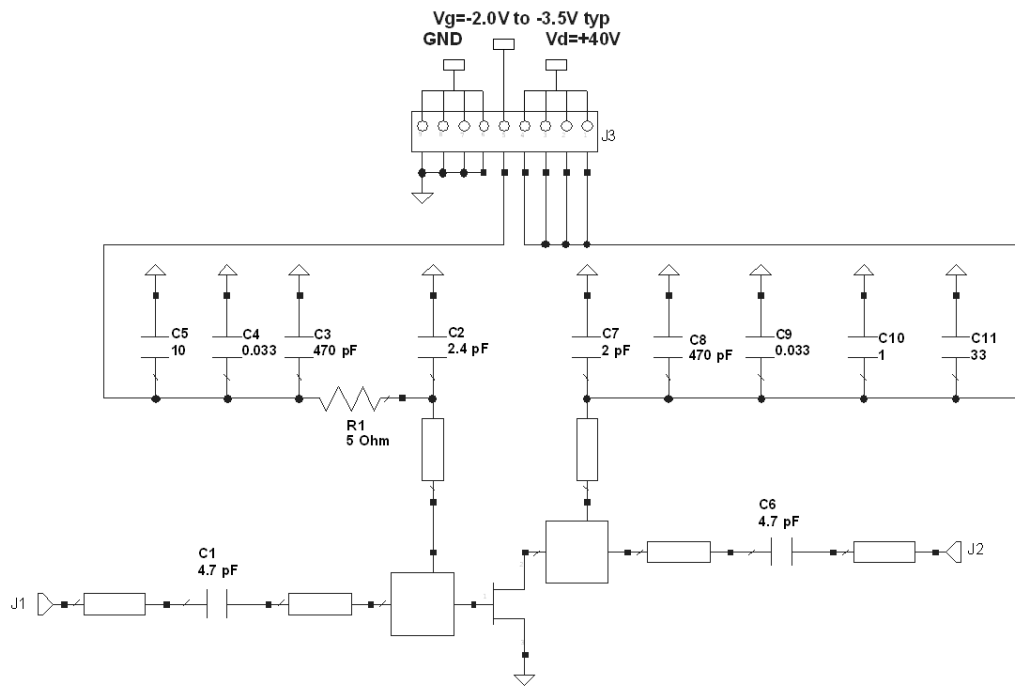 Vg=-2.0V to -3.5V typ
GND
Vd=+40V
J3
C5
10
C4
0.033
C3
470 pF
C2
2.4 pF
C7
2 pF
C8
470 pF
C9
0.033
C10
1
C11
33
R1
5 Ohm
C6
4.7 pF
J2
C1
4.7 pF
J1